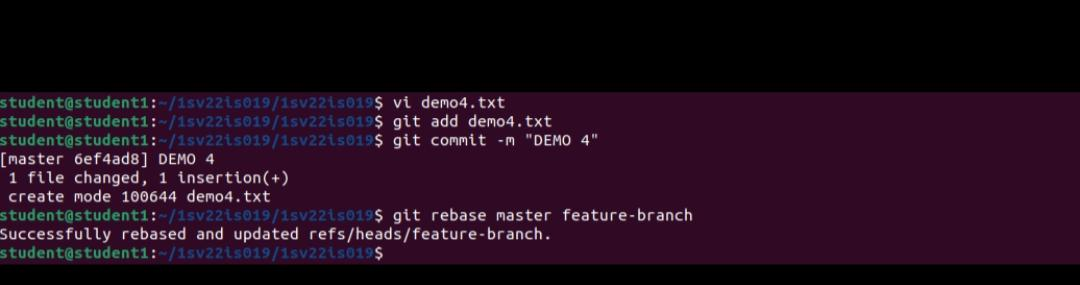 student@student1:~/1sv22is019/1sv22is019$ vi demo4.txt
student@student1:~/1sv22is019/1sv22is019$ git add demo4.txt
student@student1:~/1sv22is019/1sv22is019$ git commit -m "DEMO 4"
[master 6ef4ad8] DEMO 4
 1 file changed, 1 insertion(+)
 create mode 100644 demo4.txt
student@student1:~/1sv22is019/1sv22is019$ git rebase master feature-branch
Successfully rebased and updated refs/heads/feature-branch.
student@student1:~/1sv22is019/1sv22is019$